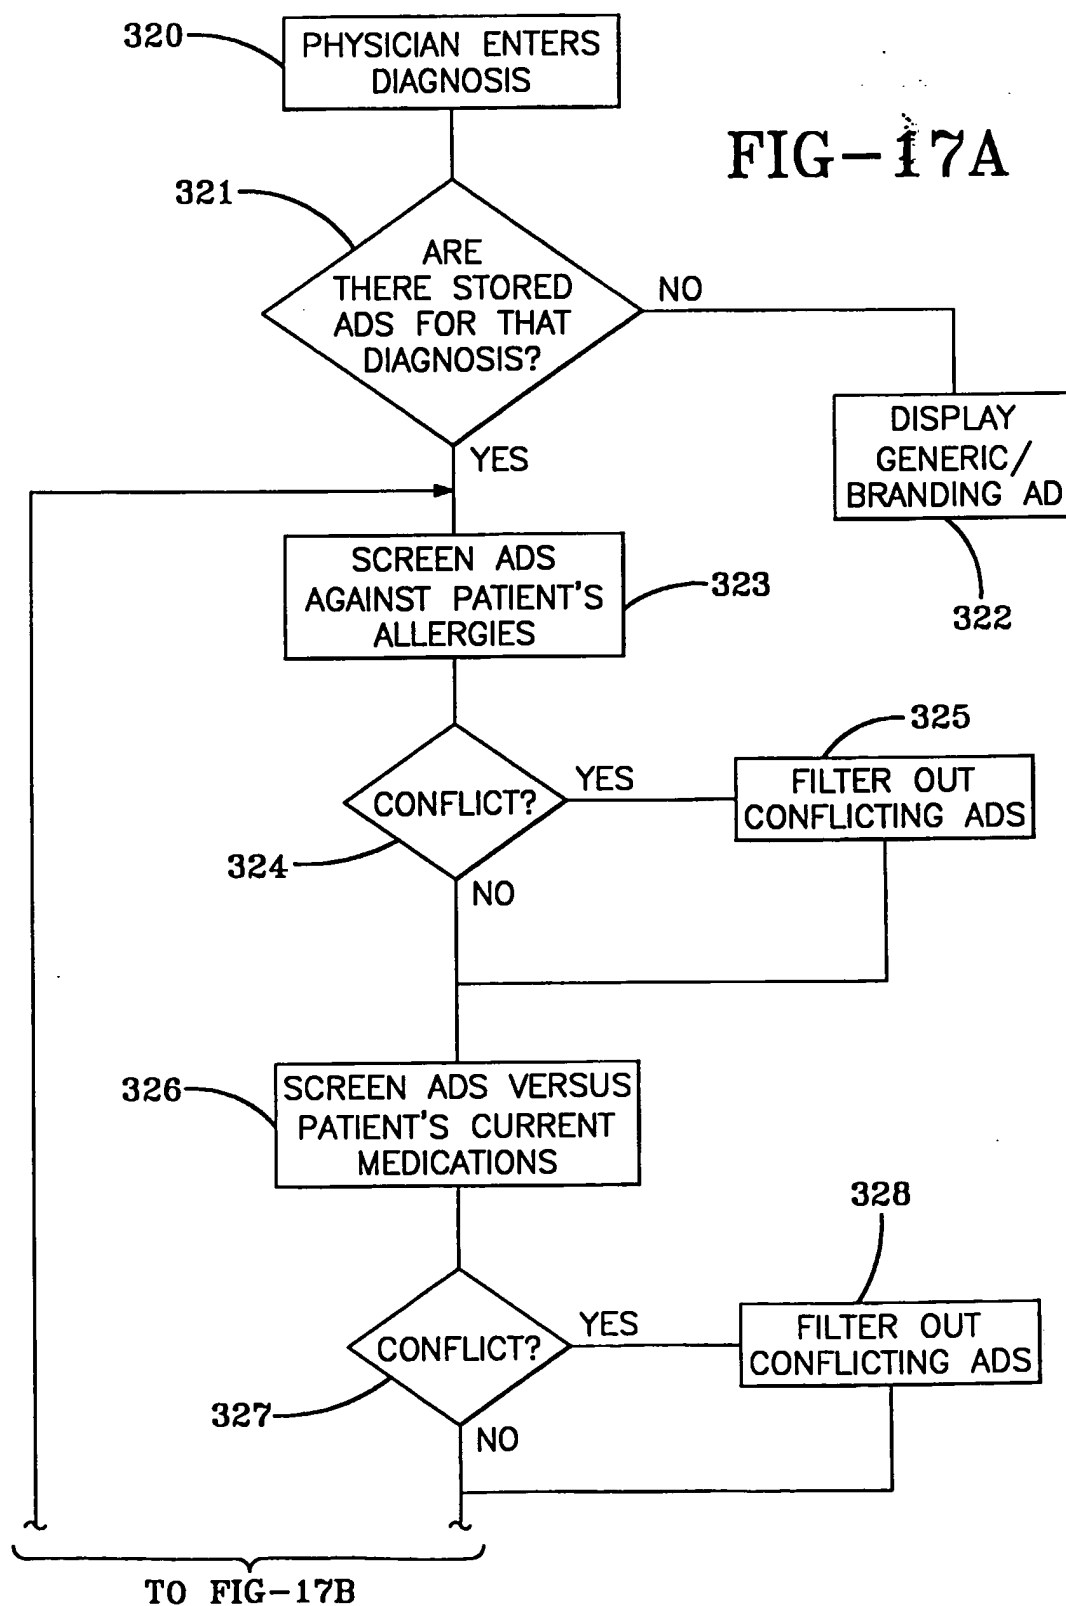 320
PHYSICIAN ENTERS
DIAGNOSIS
FIG-17A
321
ARE
THERE STORED
ADS FOR THAT
DIAGNOSIS?
NO
YES
DISPLAY
GENERIC/
BRANDING AD
322
SCREEN ADS
AGAINST PATIENT'S
ALLERGIES
323
325
CONFLICT?
YES
FILTER OUT
CONFLICTING ADS
324
NO
326
SCREEN ADS VERSUS
PATIENT'S CURRENT
MEDICATIONS
328
CONFLICT?
YES
FILTER OUT
CONFLICTING ADS
327
NO
TO FIG-17B